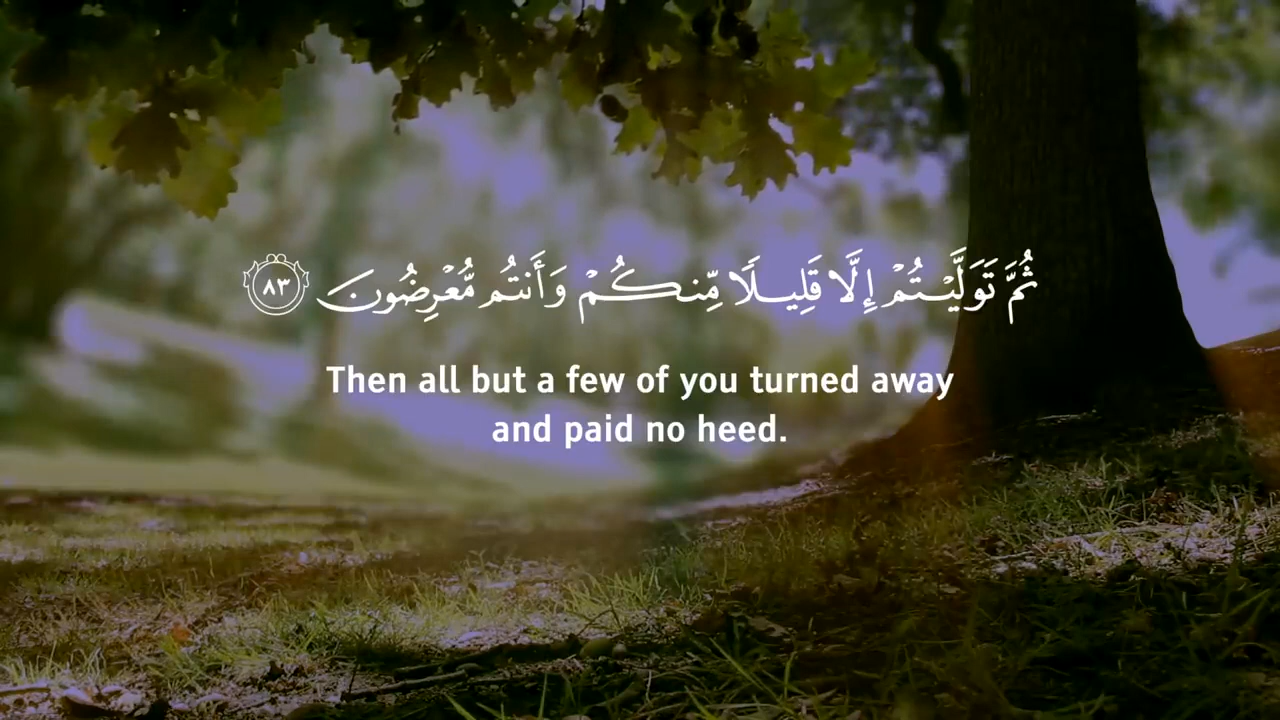 ثُمَّ تَوَلَّيْتُمْ إِلَّا قَلِيلًا مِّنكُمْ وَأَنتُم مُّعْرِضُونَ ٨٣
Then all but a few of you turned away
and paid no heed.